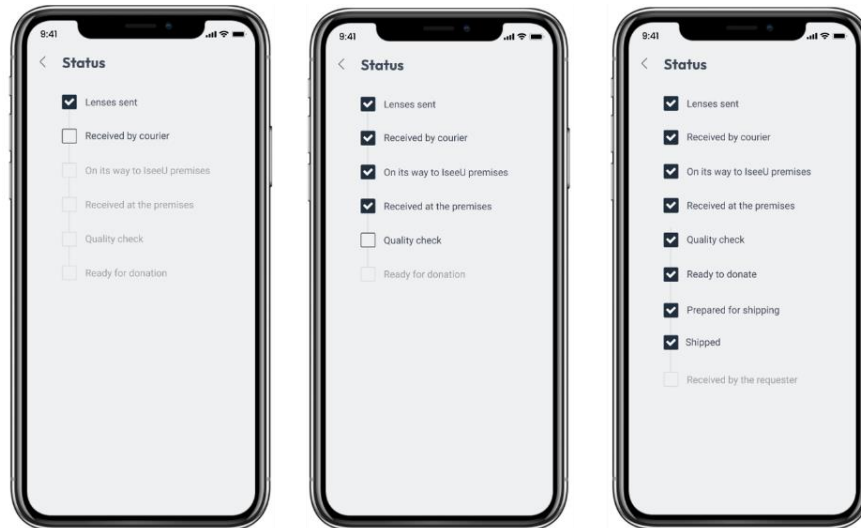 9:41
Status
Lenses sent
Received by courier
On its way to IseeU premises
Received at the premises
Quality check
Ready for donation
9:41
Status
Lenses sent
Received by courier
On its way to IseeU premises
Received at the premises
Quality check
Ready for donation
9:41
Status
Lenses sent
Received by courier
On its way to IseeU premises
Received at the premises
Quality check
Ready to donate
Prepared for shipping
Shipped
Received by the requester